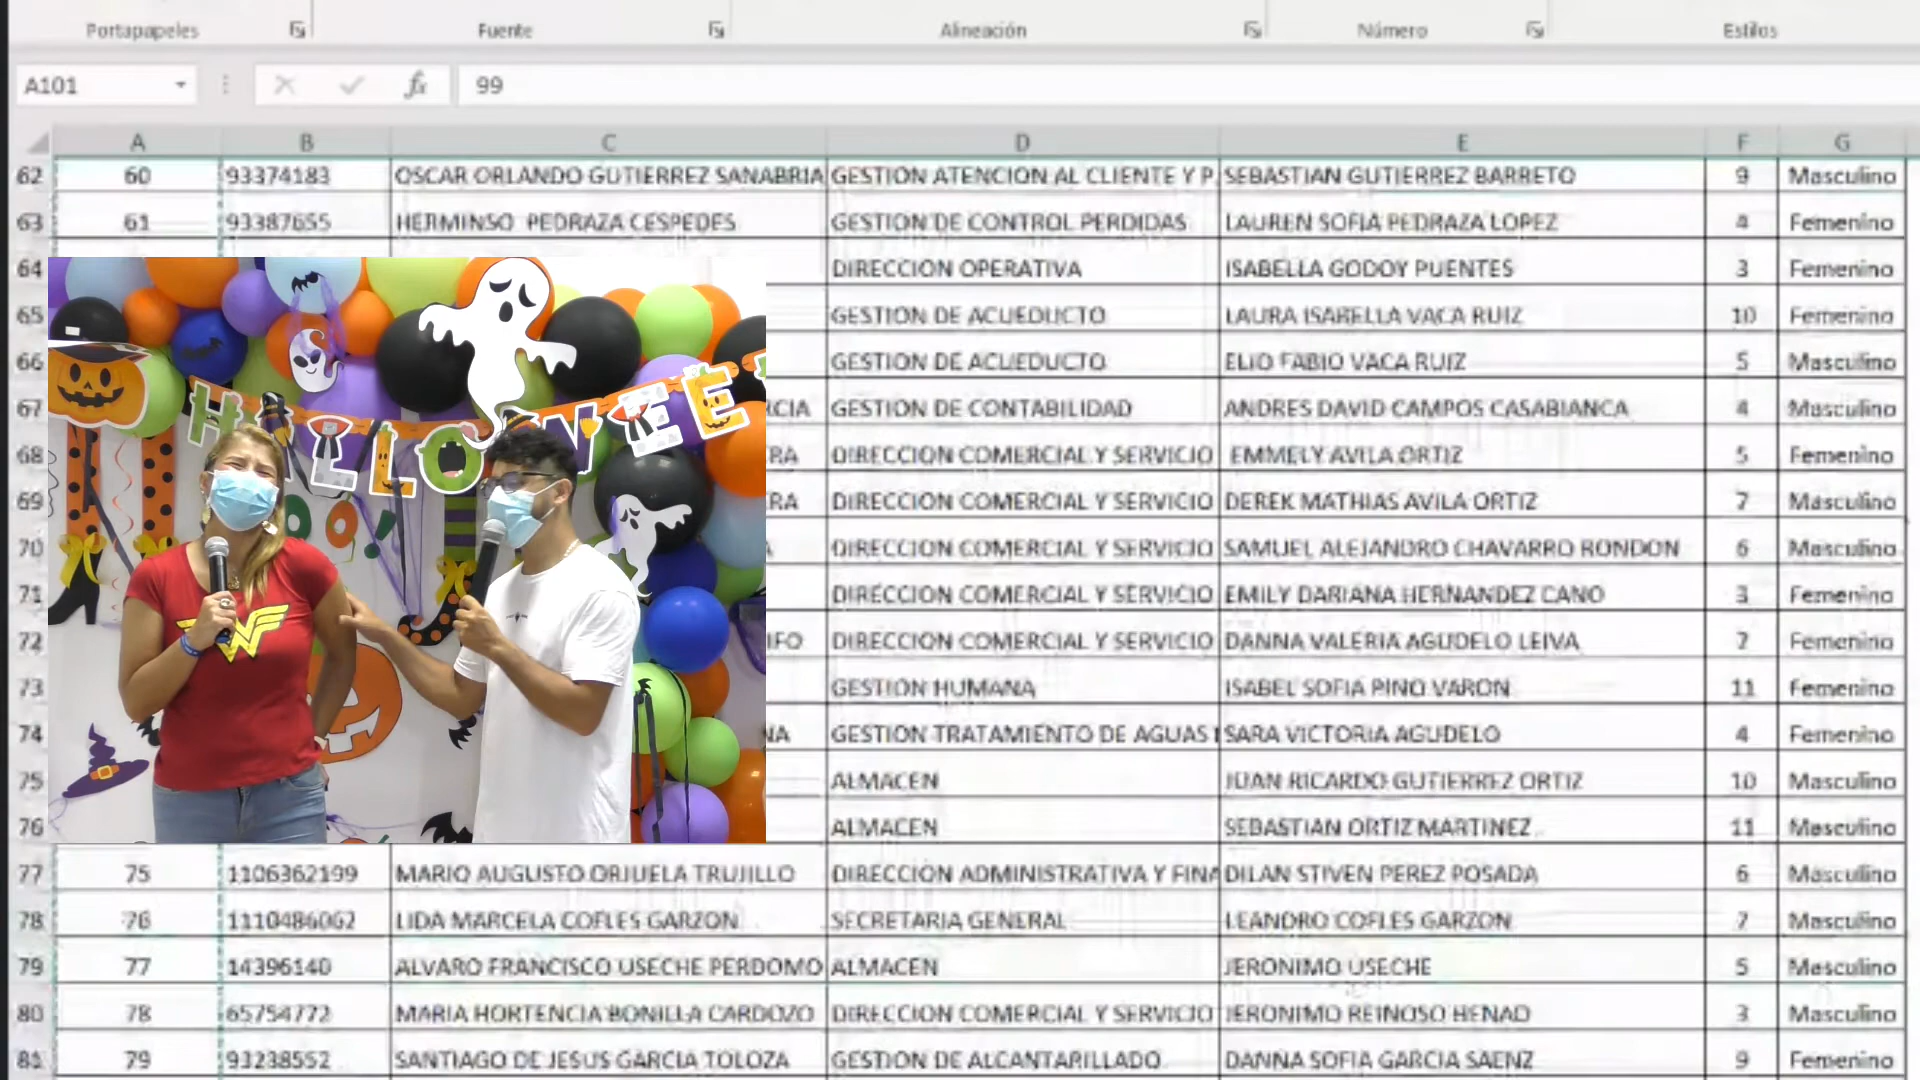 Portapapeles Fuente Alineación Número Estilos
A101 fx 99
A B C D E F G
62 60 93374183 OSCAR ORLANDO GUTIERREZ SANABRIA GESTION ATENCION AL CLIENTE Y P SEBASTIAN GUTIERREZ BARRETO 9 Masculino
63 61 93387655 HERMINSO PEDRAZA CESPEDES GESTION DE CONTROL PERDIDAS LAUREN SOFIA PEDRAZA LOPEZ 4 Femenino
64 DIRECCION OPERATIVA ISABELLA GODOY PUENTES 3 Femenino
65 GESTION DE ACUEDUCTO LAURA ISABELLA VACA RUIZ 10 Femenino
66 GESTION DE ACUEDUCTO ELIO FABIO VACA RUIZ 5 Masculino
67 RCIA GESTION DE CONTABILIDAD ANDRES DAVID CAMPOS CASABIANCA 4 Masculino
68 RA DIRECCION COMERCIAL Y SERVICIO EMMELY AVILA ORTIZ 5 Femenino
69 RA DIRECCION COMERCIAL Y SERVICIO DEREK MATHIAS AVILA ORTIZ 7 Masculino
70 DIRECCION COMERCIAL Y SERVICIO SAMUEL ALEJANDRO CHAVARRO RONDON 6 Masculino
71 DIRECCION COMERCIAL Y SERVICIO EMILY DARIANA HERNANDEZ CANO 3 Femenino
72 IFO DIRECCION COMERCIAL Y SERVICIO DANNA VALERIA AGUDELO LEIVA 7 Femenino
73 GESTION HUMANA ISABEL SOFIA PINO VARON 11 Femenino
74 NA GESTION TRATAMIENTO DE AGUAS SARA VICTORIA AGUDELO 4 Femenino
75 ALMACEN JUAN RICARDO GUTIERREZ ORTIZ 10 Masculino
76 ALMACEN SEBASTIAN ORTIZ MARTINEZ 11 Masculino
77 75 1106362199 MARIO AUGUSTO ORJUELA TRUJILLO DIRECCION ADMINISTRATIVA Y FINA DILAN STIVEN PEREZ POSADA 6 Masculino
78 76 1110486062 LIDA MARCELA COFLES GARZON SECRETARIA GENERAL LEANDRO COFLES GARZON 7 Masculino
79 77 14396140 ALVARO FRANCISCO USECHE PERDOMO ALMACEN JERONIMO USECHE 5 Masculino
80 78 65754772 MARIA HORTENCIA BONILLA CARDOZO DIRECCION COMERCIAL Y SERVICIO JERONIMO REINOSO HENAO 3 Masculino
81 79 93238552 SANTIAGO DE JESUS GARCIA TOLOZA GESTION DE ALCANTARILLADO DANNA SOFIA GARCIA SAENZ 9 Femenino
HALLOWEE
OO!
W